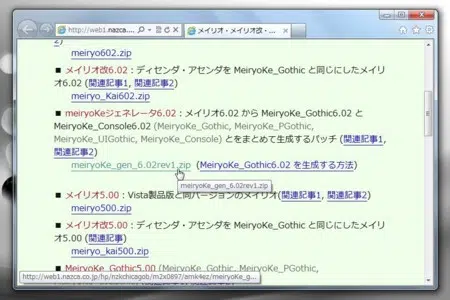 http://web1.nazca....
メイリオ・メイリオ改・...
2)
meiryo602.zip
■ メイリオ改6.02：ディセンダ・アセンダを MeiryoKe_Gothic と同じにしたメイリ
オ6.02 (関連記事1, 関連記事2)
meiryo_Kai602.zip
■ meiryoKeジェネレータ6.02：メイリオ6.02 から MeiryoKe_Gothic6.02 と
MeiryoKe_Console6.02 (MeiryoKe_Gothic, MeiryoKe_PGothic,
MeiryoKe_UIGothic, MeiryoKe_Console) とをまとめて生成するパッチ (関連記事1,
関連記事2)
meiryoKe_gen_6.02rev1.zip (MeiryoKe_Gothic6.02 を生成する方法)
meiryoKe_gen_6.02rev1.zip
■ メイリオ5.00：Vista製品版と同バージョンのメイリオ(関連記事1, 関連記事2)
meiryo500.zip
■ メイリオ改5.00：ディセンダ・アセンダを MeiryoKe_Gothic と同じにしたメイリ
オ5.00 (関連記事)
meiryo_kai500.zip
■ MeiryoKe_Gothic5.00 (MeiryoKe_Gothic, MeiryoKe_PGothic,
http://web1.nazca.co.jp/hp/nzkchicagob/m2x0897/amk4ez/meiryoKe_g...